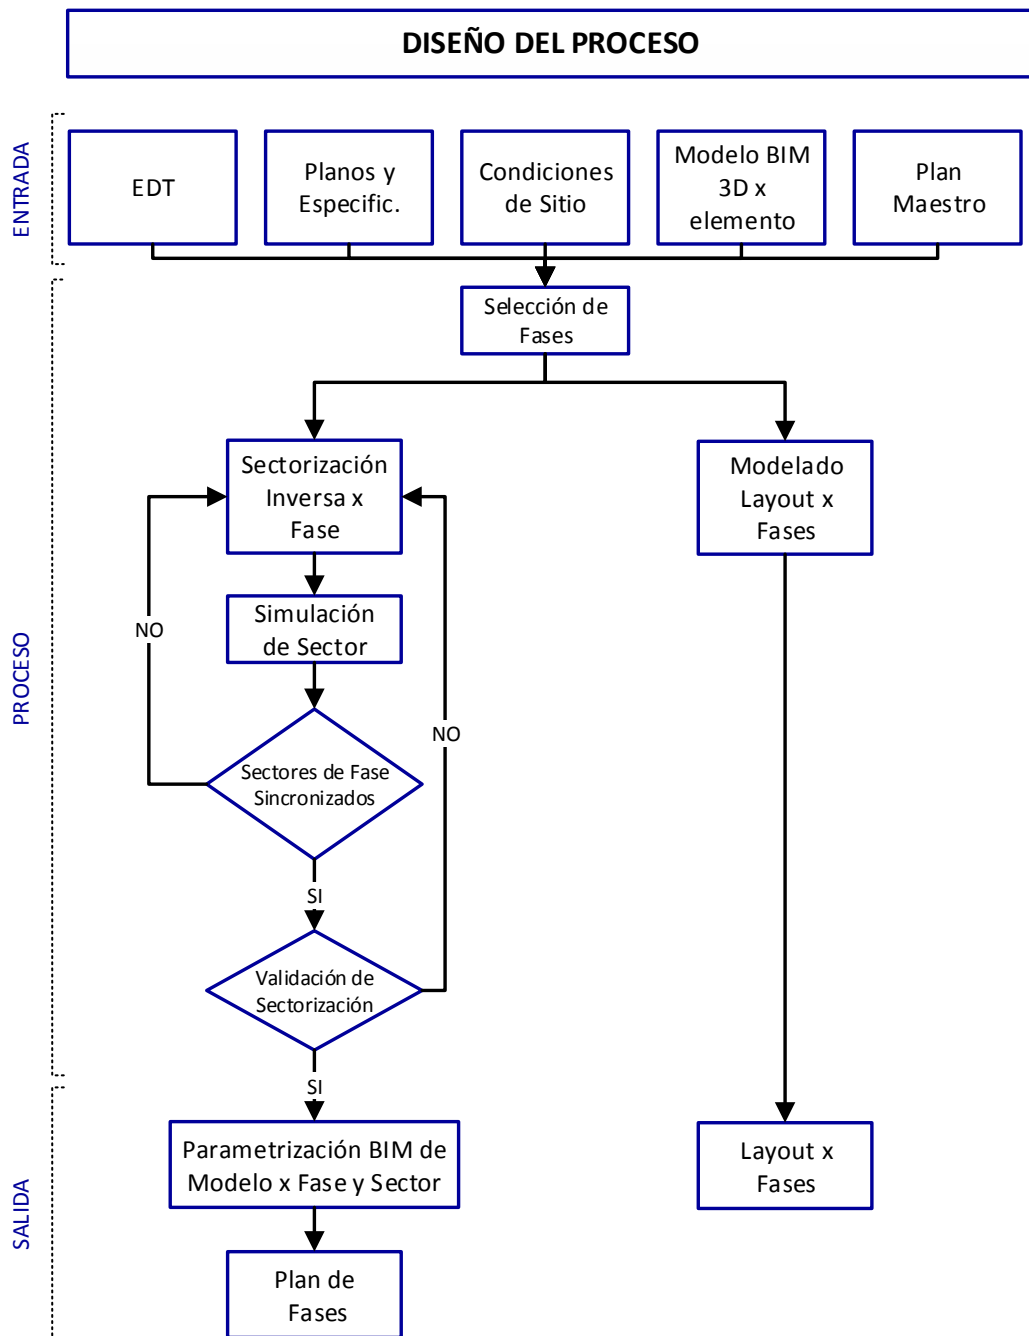 DISEÑO DEL PROCESO
ENTRADA
EDT
Planos y
Especific.
Condiciones
de Sitio
Modelo BIM
3D x
elemento
Plan
Maestro
PROCESO
Selección de
Fases
Sectorización
Inversa x
Fase
Modelado
Layout x
Fases
Simulación
de Sector
NO
NO
Sectores de Fase
Sincronizados
SI
Validación de
Sectorización
SI
SALIDA
Parametrización BIM de
Modelo x Fase y Sector
Layout x
Fases
Plan de
Fases